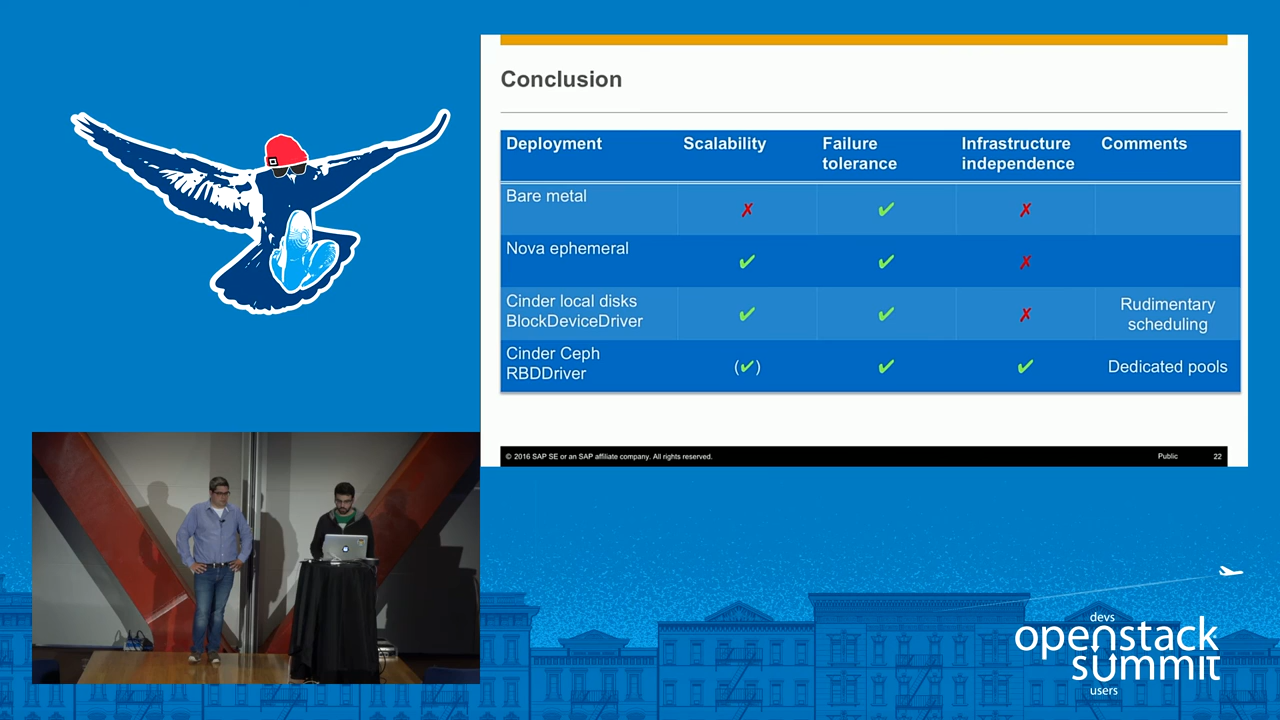 Conclusion
Deployment Scalability Failure tolerance Infrastructure independence Comments
Bare metal ✗ ✔ ✗
Nova ephemeral ✔ ✔ ✗
Cinder local disks BlockDeviceDriver ✔ ✔ ✗ Rudimentary scheduling
Cinder Ceph RBDDriver (✔) ✔ ✔ Dedicated pools
© 2016 SAP SE or an SAP affiliate company. All rights reserved. Public 22
devs
openstack
summit
users